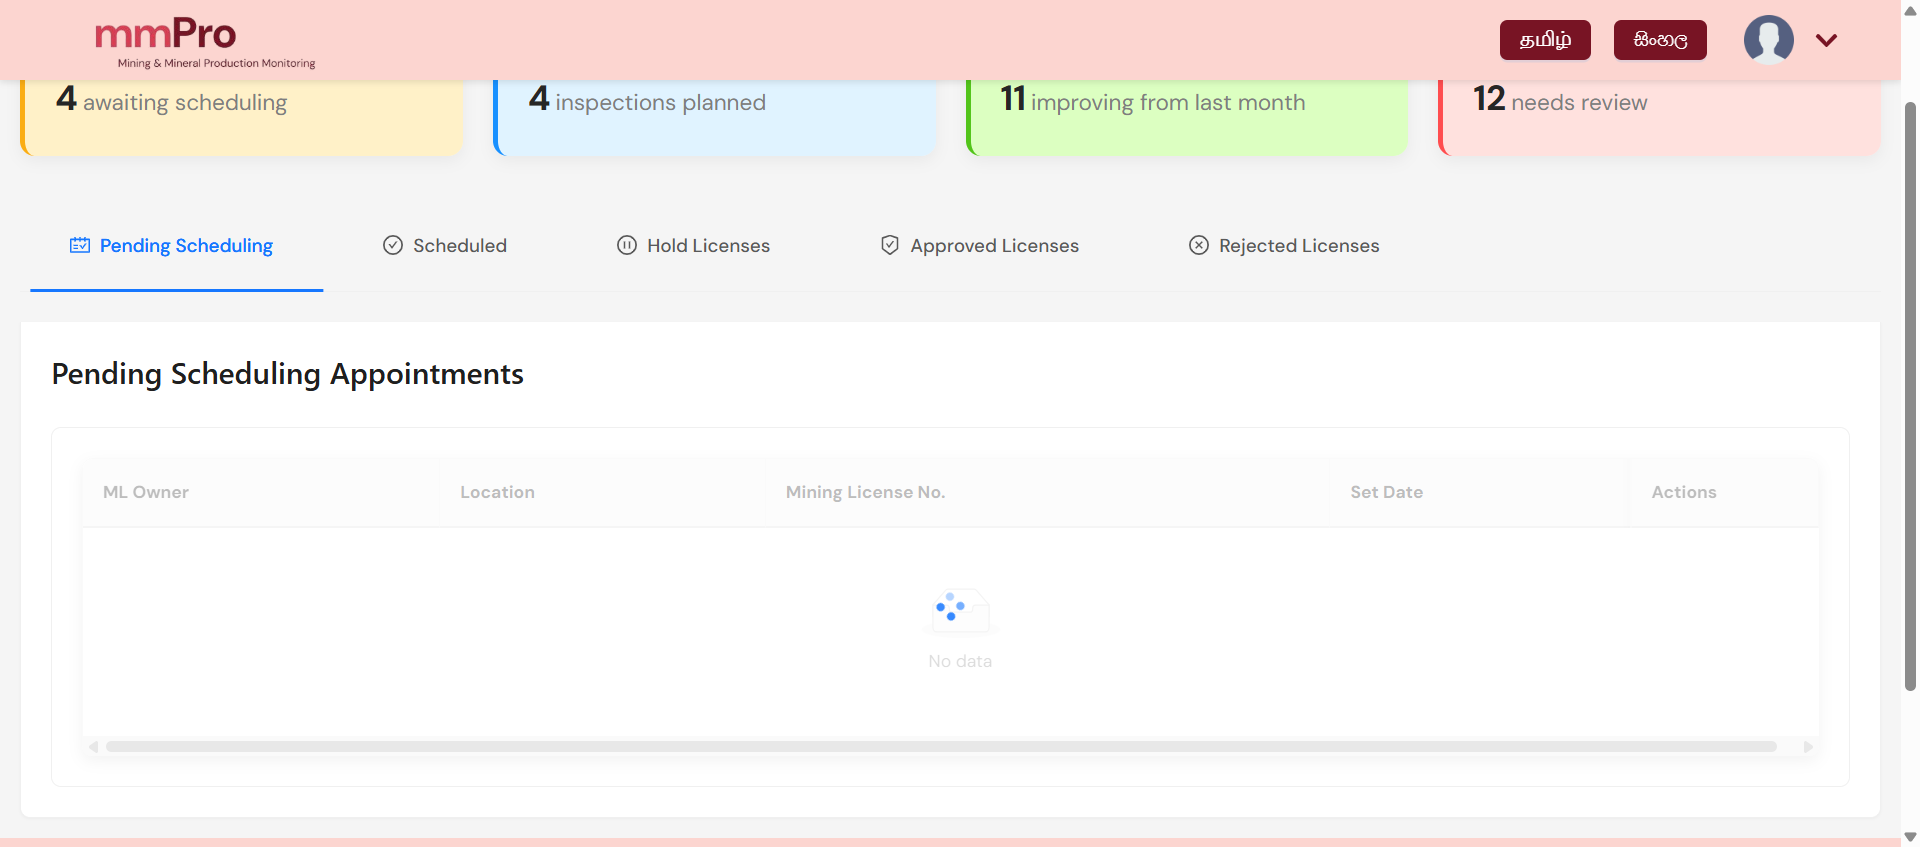 mmPro
Mining & Mineral Production Monitoring
தமிழ்
සිංහල
4 awaiting scheduling
4 inspections planned
11 improving from last month
12 needs review
Pending Scheduling
Scheduled
Hold Licenses
Approved Licenses
Rejected Licenses
Pending Scheduling Appointments
ML Owner
Location
Mining License No.
Set Date
Actions
No data